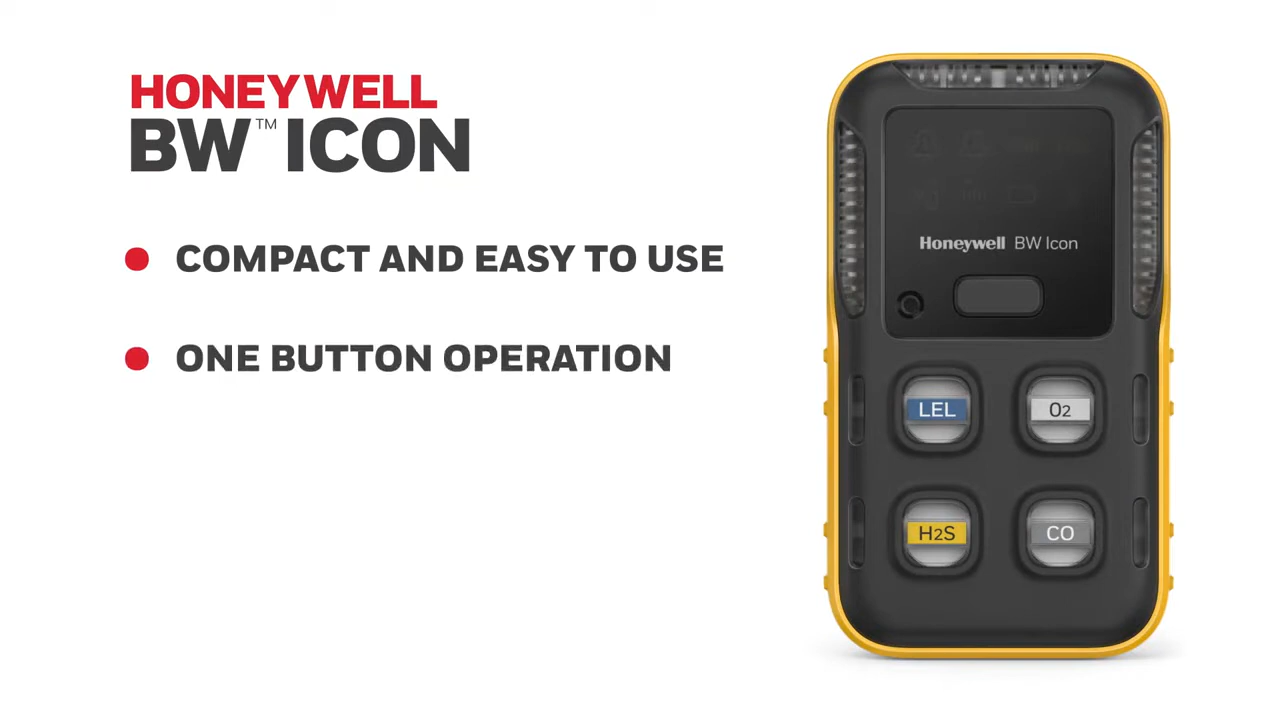 HONEYWELL
BW™ ICON
COMPACT AND EASY TO USE
ONE BUTTON OPERATION
Honeywell BW Icon
LEL
O2
H2S
CO